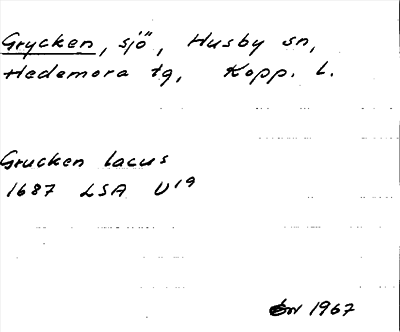 Grycken, sjö, Husby sn,
Hedemora tg, Kopp. L.
Grucken lacus
1687 LSA U19
1967